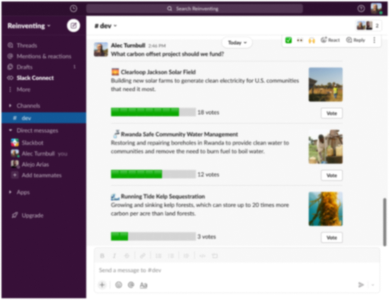 Search Reinventing
Reinventing
Threads
Mentions & reactions
Drafts
Slack Connect
More
Channels
# dev
Direct messages
Slackbot
Alec Turnbull you
Alejo Arias
Add teammates
Apps
Upgrade
# dev
2
Alec Turnbull 2:46 PM
Today
React
Reply
What carbon offset project should we fund?
Clearloop Jackson Solar Field
Building new solar farms to generate clean electricity for U.S. communities
that need it most.
18 votes
Vote
Rwanda Safe Community Water Management
Restoring and repairing boreholes in Rwanda to provide clean water to
communities and remove the need to burn fuel to boil water.
12 votes
Vote
Running Tide Kelp Sequestration
Growing and sinking kelp forests, which can store up to 20 times more
carbon per acre than land forests.
3 votes
Vote
Send a message to #dev
Aa